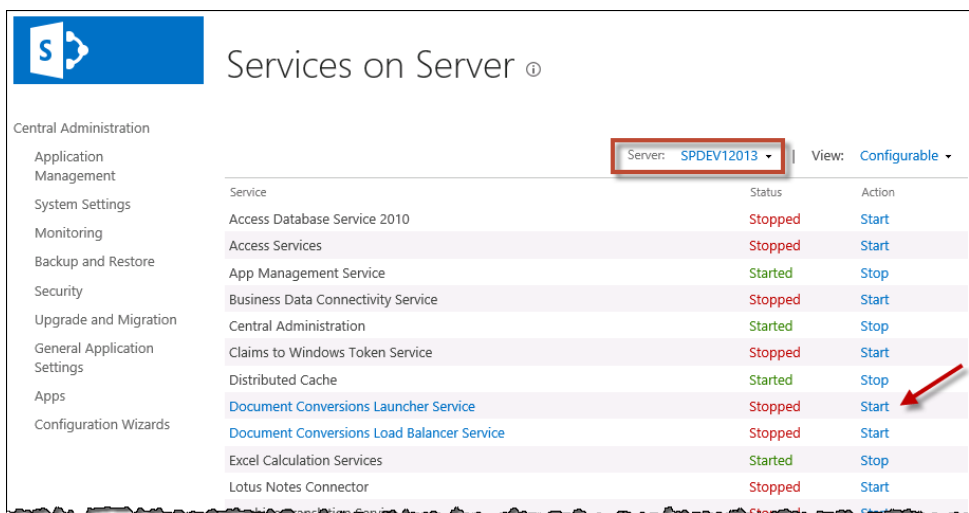 S
Services on Server
Central Administration
Application
Management
System Settings
Monitoring
Backup and Restore
Security
Upgrade and Migration
General Application
Settings
Apps
Configuration Wizards
Server: SPDEV12013 | View: Configurable
Service Status Action
Access Database Service 2010 Stopped Start
Access Services Stopped Start
App Management Service Started Stop
Business Data Connectivity Service Stopped Start
Central Administration Started Stop
Claims to Windows Token Service Stopped Start
Distributed Cache Started Stop
Document Conversions Launcher Service Stopped Start
Document Conversions Load Balancer Service Stopped Start
Excel Calculation Services Started Stop
Lotus Notes Connector Stopped Start